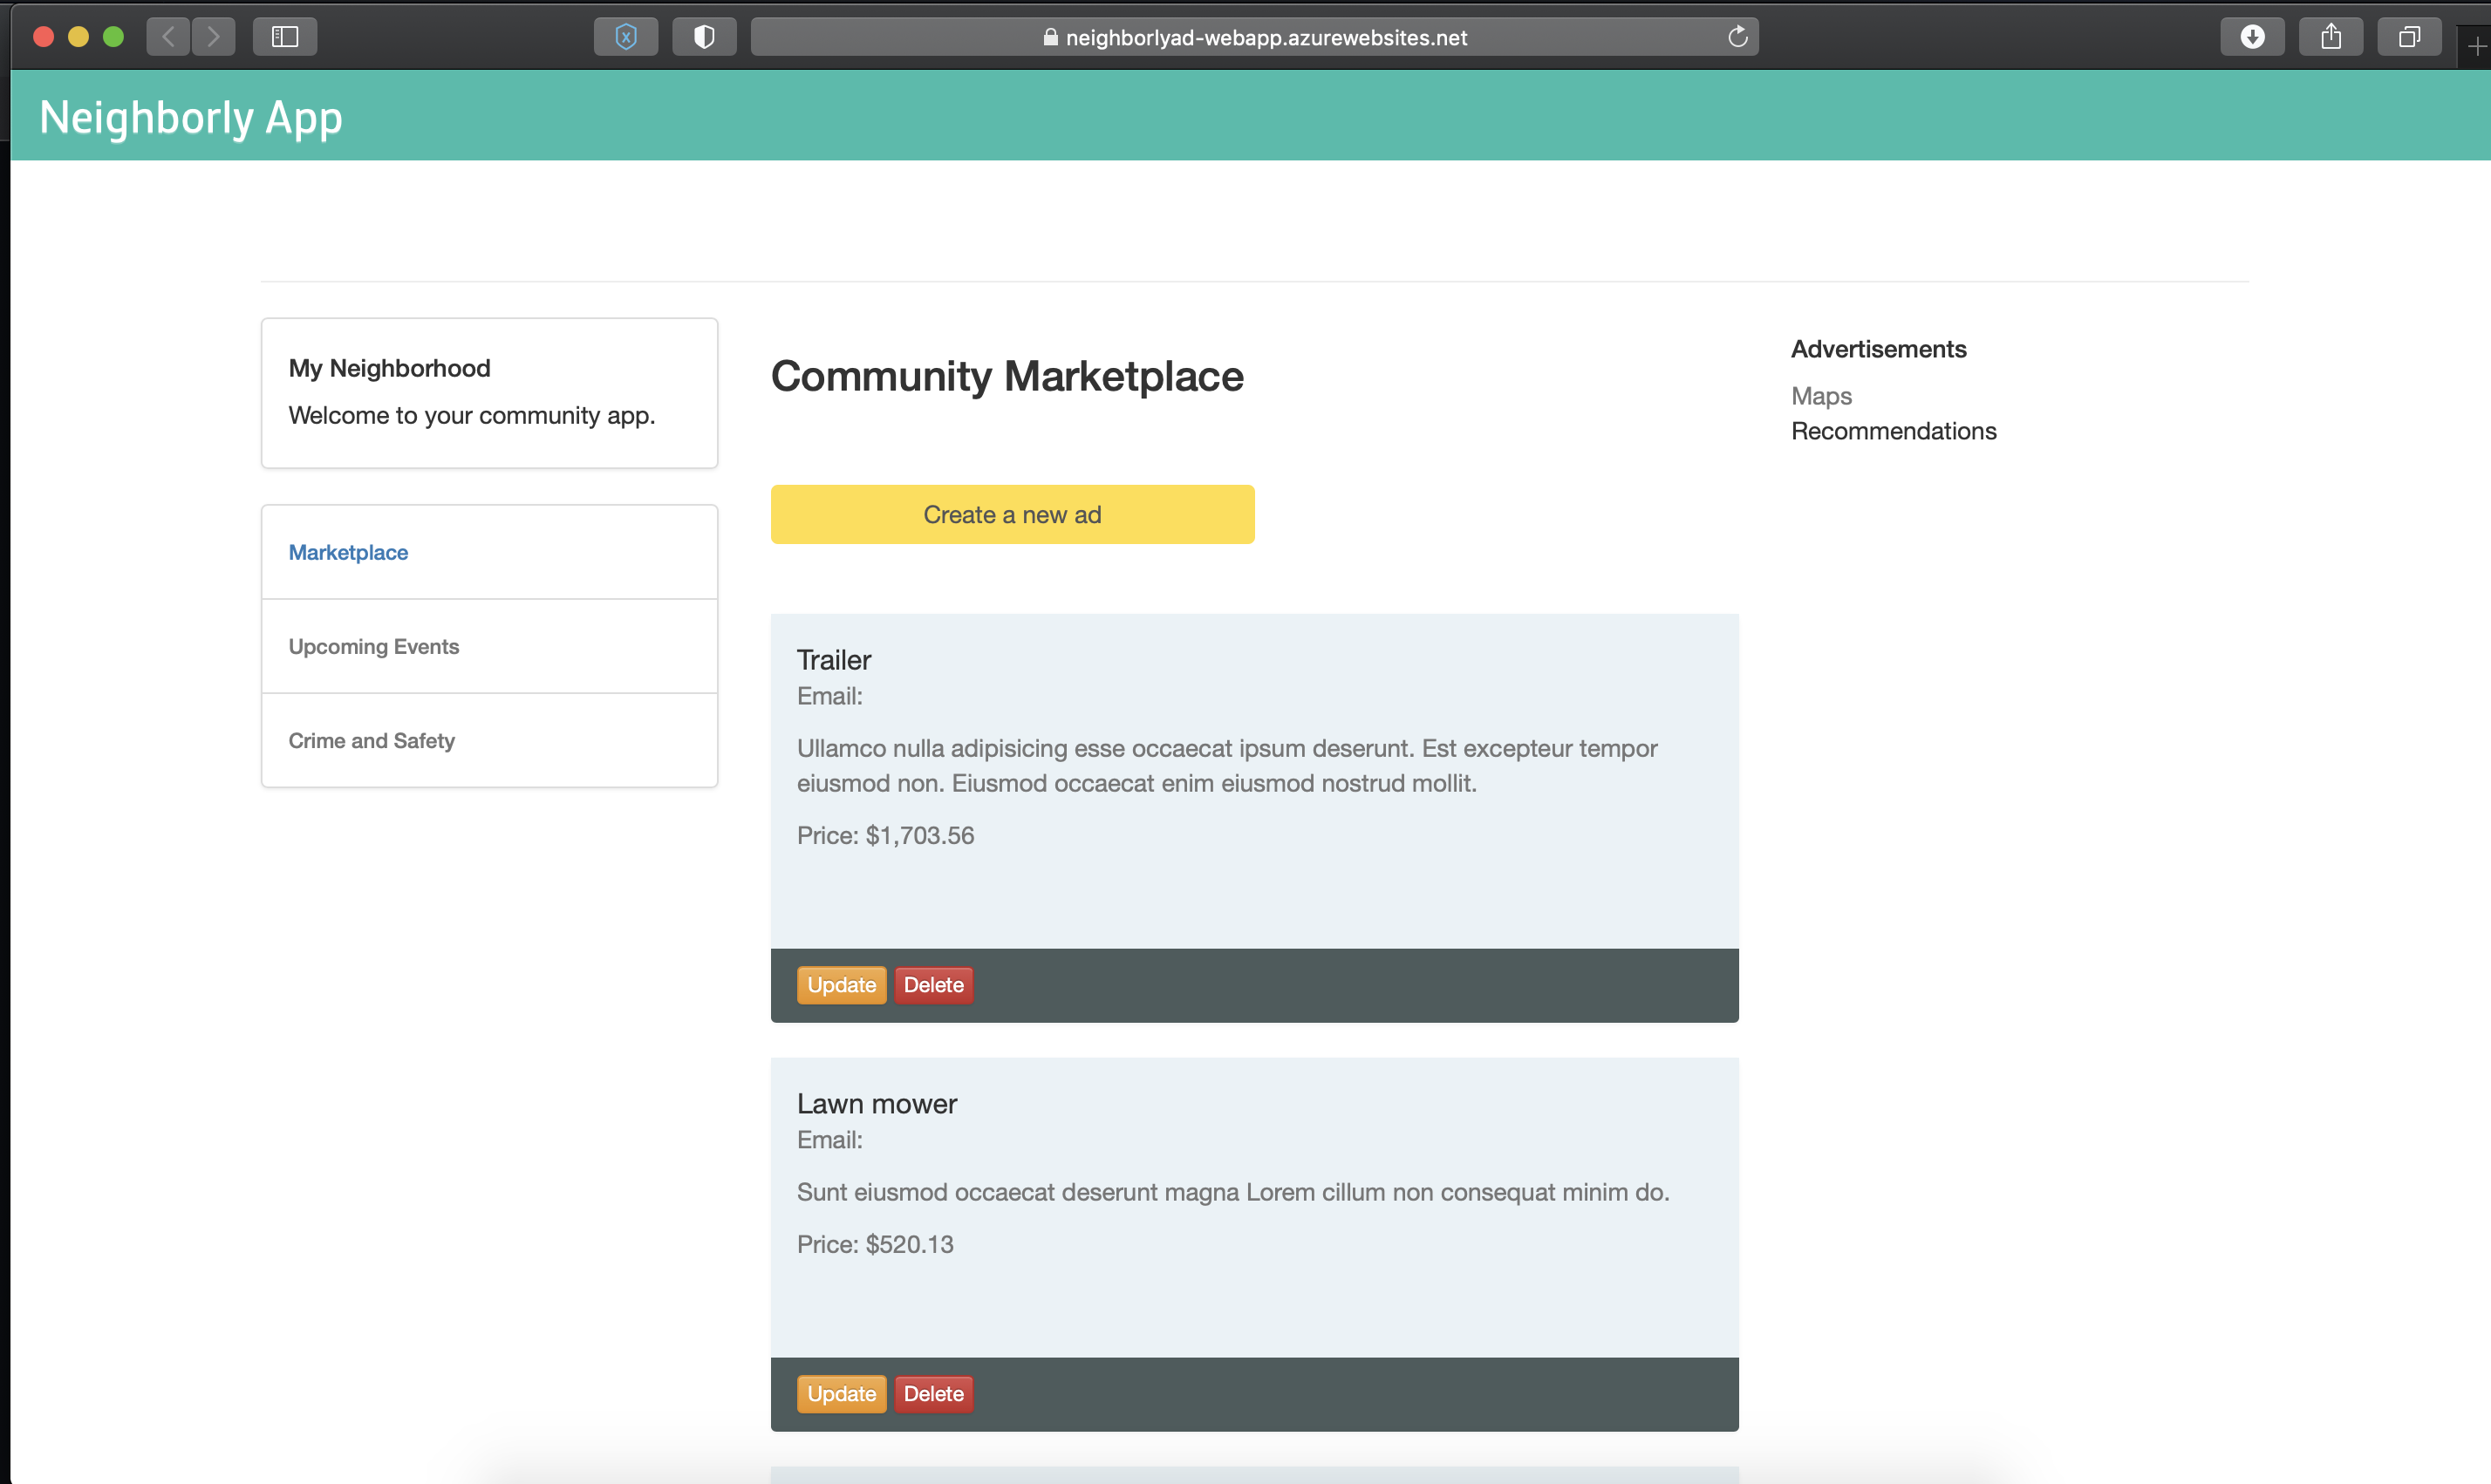 neighborlyad-webapp.azurewebsites.net
Neighborly App
My Neighborhood
Welcome to your community app.
Marketplace
Upcoming Events
Crime and Safety
Community Marketplace
Create a new ad
Trailer
Email:
Ullamco nulla adipisicing esse occaecat ipsum deserunt. Est excepteur tempor
eiusmod non. Eiusmod occaecat enim eiusmod nostrud mollit.
Price: $1,703.56
Update Delete
Lawn mower
Email:
Sunt eiusmod occaecat deserunt magna Lorem cillum non consequat minim do.
Price: $520.13
Update Delete
Advertisements
Maps
Recommendations